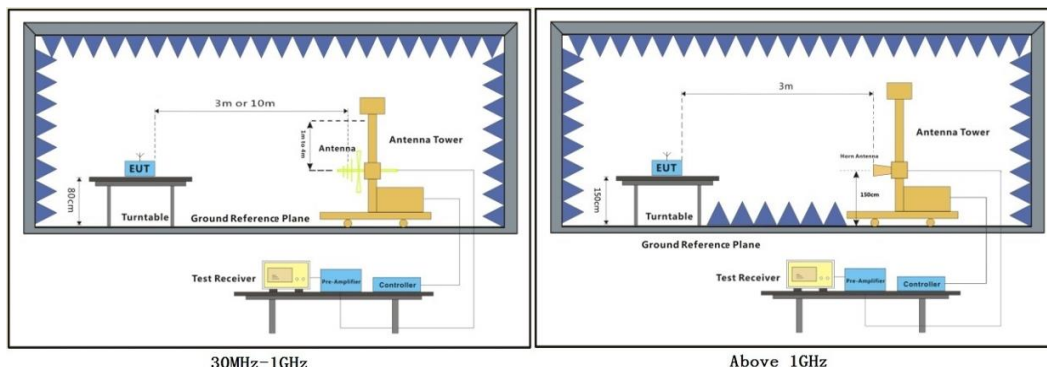 3m or 10m
1m to 4m
Antenna
Antenna Tower
EUT
80cm
Turntable
Ground Reference Plane
Test Receiver
Pre-Amplifier
Controller
30MHz-1GHz
3m
Antenna Tower
Horn Antenna
EUT
150cm
150cm
Turntable
Ground Reference Plane
Test Receiver
Pre-Amplifier
Controller
Above 1GHz